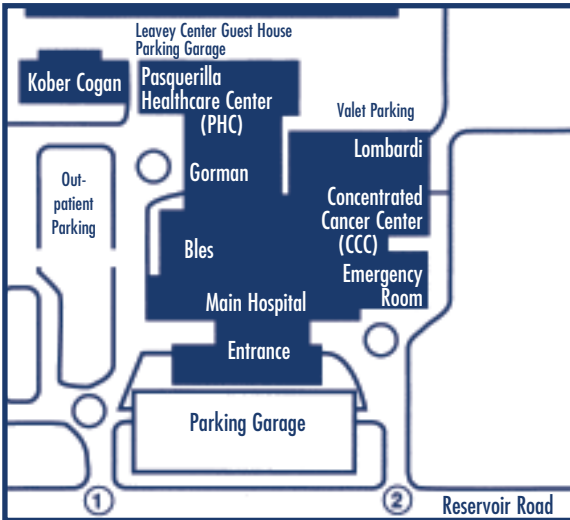 Leavey Center Guest House
Parking Garage
Kober Cogan
Pasquerilla
Healthcare Center
(PHC)
Valet Parking
Lombardi
Gorman
Out-
patient
Parking
Concentrated
Cancer Center
(CCC)
Bles
Emergency
Room
Main Hospital
Entrance
Parking Garage
1
2
Reservoir Road